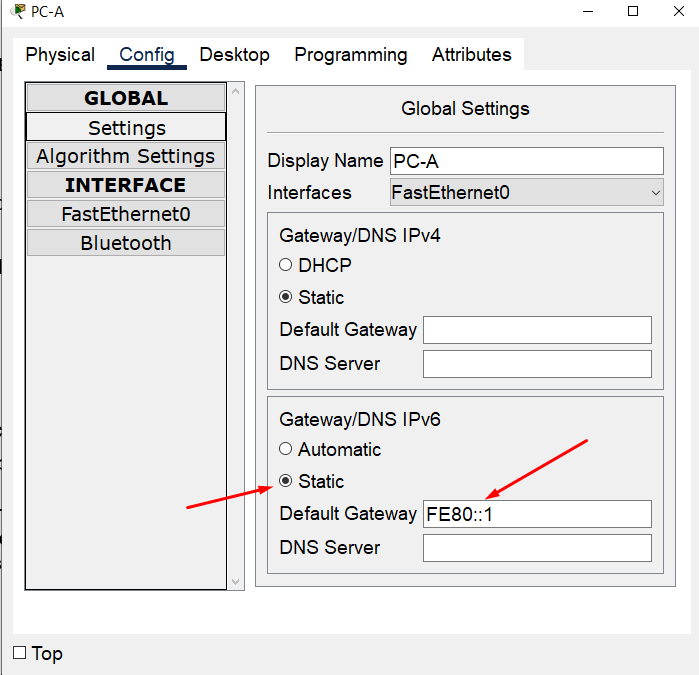 PC-A
Physical Config Desktop Programming Attributes
GLOBAL
Settings
Algorithm Settings
INTERFACE
FastEthernet0
Bluetooth
Global Settings
Display Name PC-A
Interfaces FastEthernet0
Gateway/DNS IPv4
DHCP
Static
Default Gateway
DNS Server
Gateway/DNS IPv6
Automatic
Static
Default Gateway FE80::1
DNS Server
Top